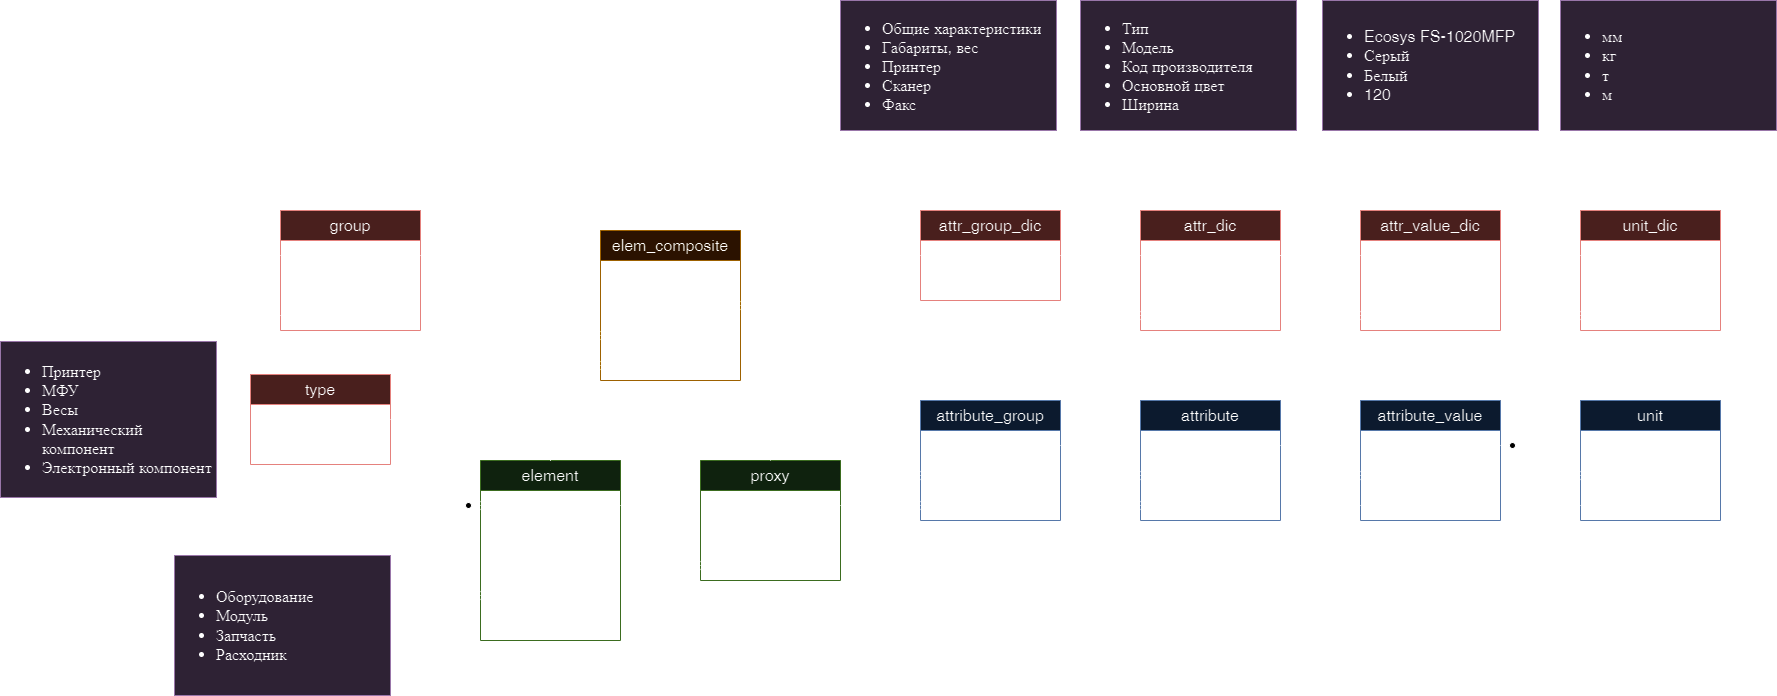 Общие характеристики
Габариты, вес
Принтер
Сканер
Факс
Тип
Модель
Код производителя
Основной цвет
Ширина
Ecosys FS-1020MFP
Серый
Белый
120
мм
кг
т
м
group
elem_composite
attr_group_dic
attr_dic
attr_value_dic
unit_dic
Принтер
МФУ
Весы
Механический
компонент
Электронный компонент
type
attribute_group
attribute
attribute_value
unit
element
proxy
Оборудование
Модуль
Запчасть
Расходник